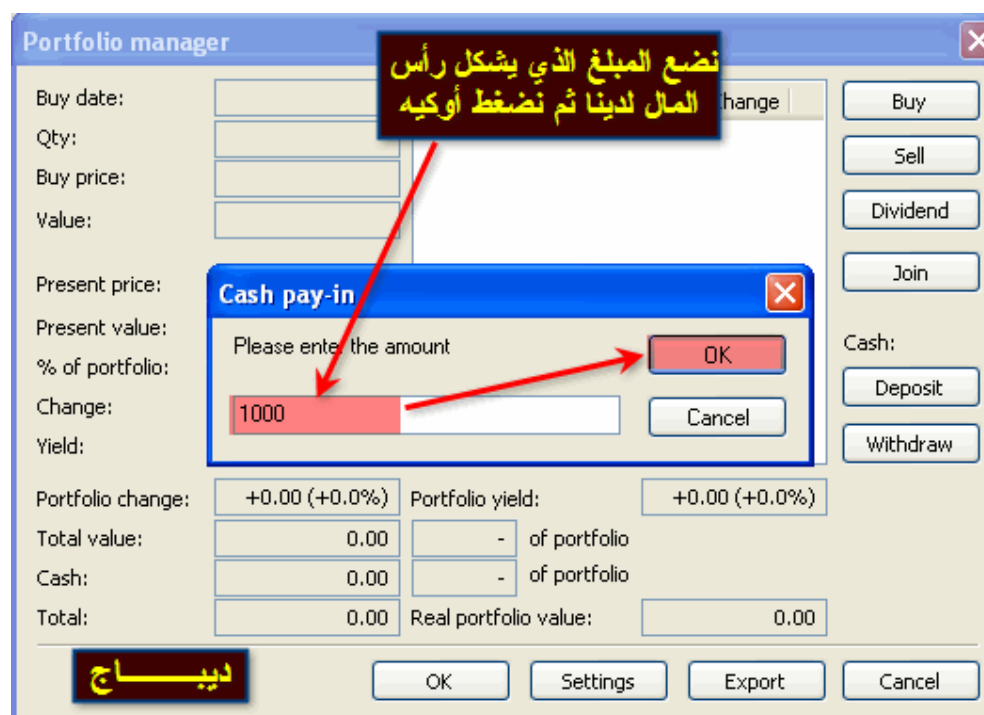 Portfolio manager
نضع المبلغ الذي يشكل رأس
المال لدينا ثم نضغط أوكيه
Buy date:
hange
Buy
Qty:
Sell
Buy price:
Value:
Dividend
Present price:
Join
Cash pay-in
Present value:
Please enter the amount
OK
Cash:
% of portfolio:
Deposit
Change:
1000
Cancel
Yield:
Withdraw
Portfolio change:
+0.00 (+0.0%)
Portfolio yield:
+0.00 (+0.0%)
Total value:
0.00
-
of portfolio
Cash:
0.00
-
of portfolio
Total:
0.00
Real portfolio value:
0.00
ديبـــــاج
OK
Settings
Export
Cancel